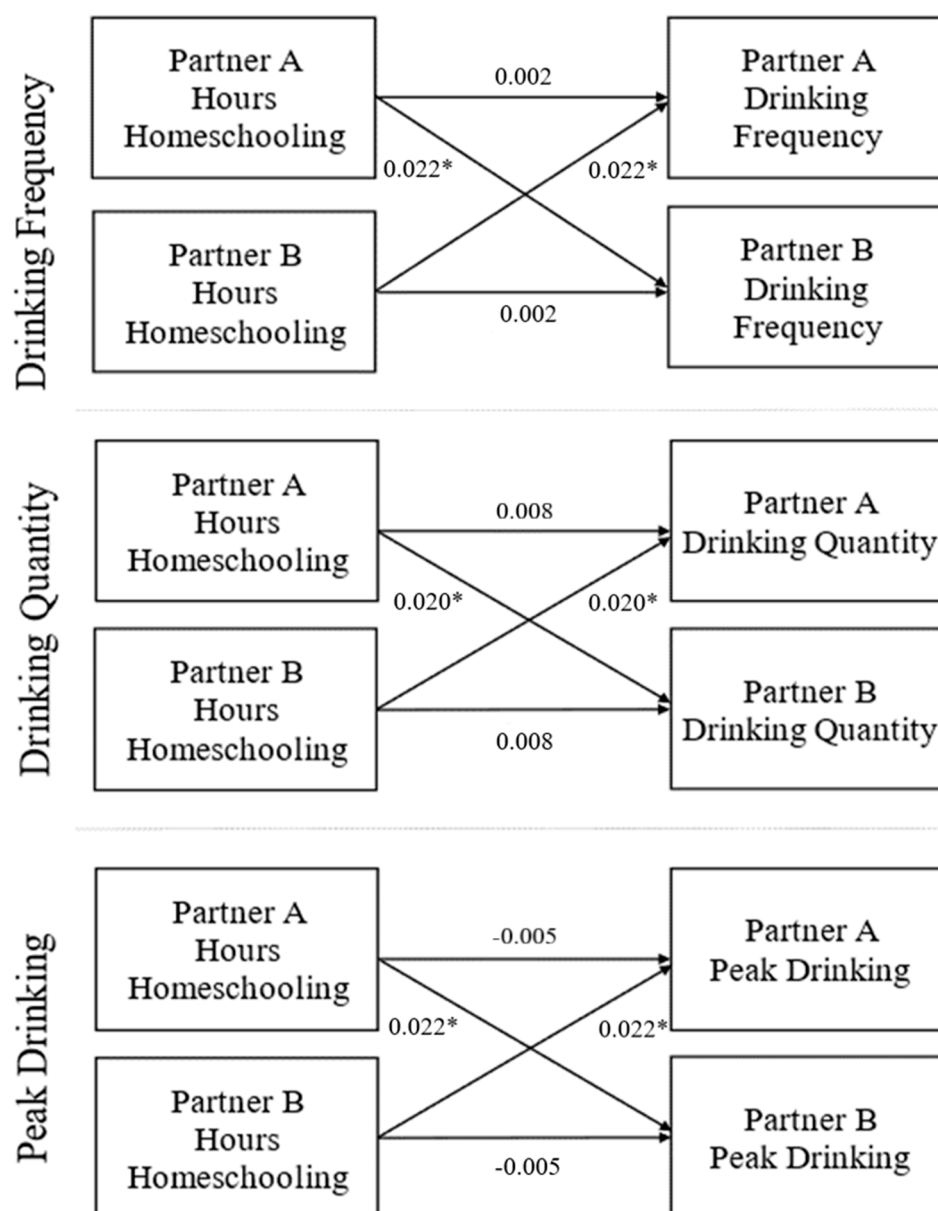 Drinking Frequency
Partner A
Hours
Homeschooling
0.002
Partner A
Drinking
Frequency
0.022*
0.022*
Partner B
Hours
Homeschooling
0.002
Partner B
Drinking
Frequency
Drinking Quantity
Partner A
Hours
Homeschooling
0.008
Partner A
Drinking Quantity
0.020*
0.020*
Partner B
Hours
Homeschooling
0.008
Partner B
Drinking Quantity
Peak Drinking
Partner A
Hours
Homeschooling
-0.005
Partner A
Peak Drinking
0.022*
0.022*
Partner B
Hours
Homeschooling
-0.005
Partner B
Peak Drinking